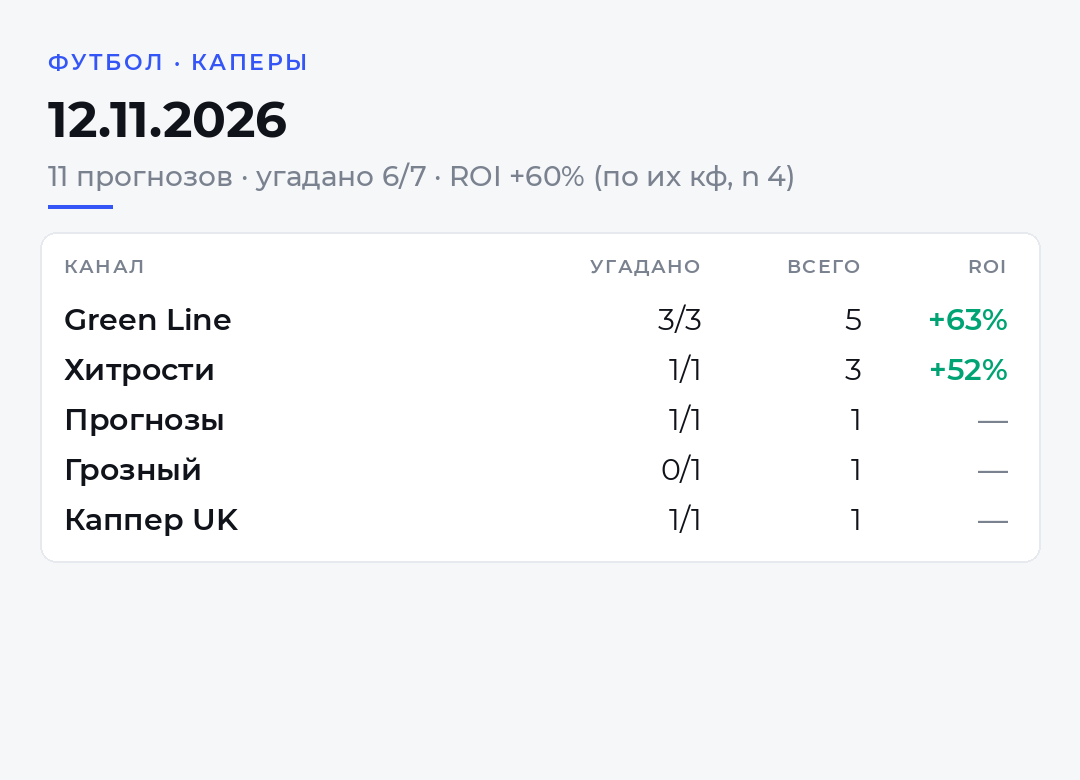 ФУТБОЛ · КАПЕРЫ
12.11.2026
11 прогнозов · угадано 6/7 · ROI +60% (по их кф, n 4)
КАНАЛ УГАДАНО ВСЕГО ROI
Green Line 3/3 5 +63%
Хитрости 1/1 3 +52%
Прогнозы 1/1 1 —
Грозный 0/1 1 —
Каппер UK 1/1 1 —